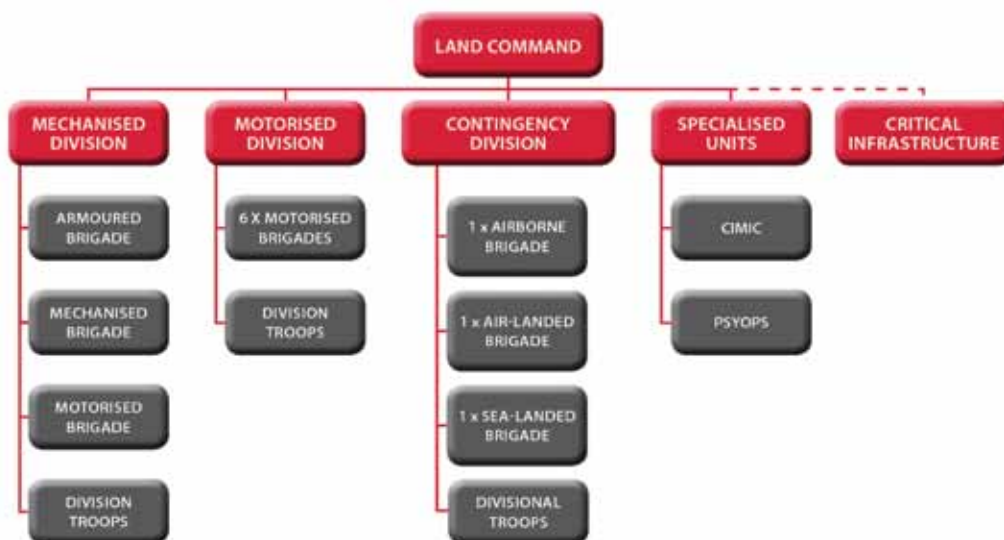 LAND COMMAND
MECHANISED
DIVISION
MOTORISED
DIVISION
CONTINGENCY
DIVISION
SPECIALISED
UNITS
CRITICAL
INFRASTRUCTURE
ARMOURED
BRIGADE
MECHANISED
BRIGADE
MOTORISED
BRIGADE
DIVISION
TROOPS
6 X MOTORISED
BRIGADES
DIVISION
TROOPS
1 x AIRBORNE
BRIGADE
1 x AIR-LANDED
BRIGADE
1 x SEA-LANDED
BRIGADE
DIVISIONAL
TROOPS
CIMIC
PSYOPS